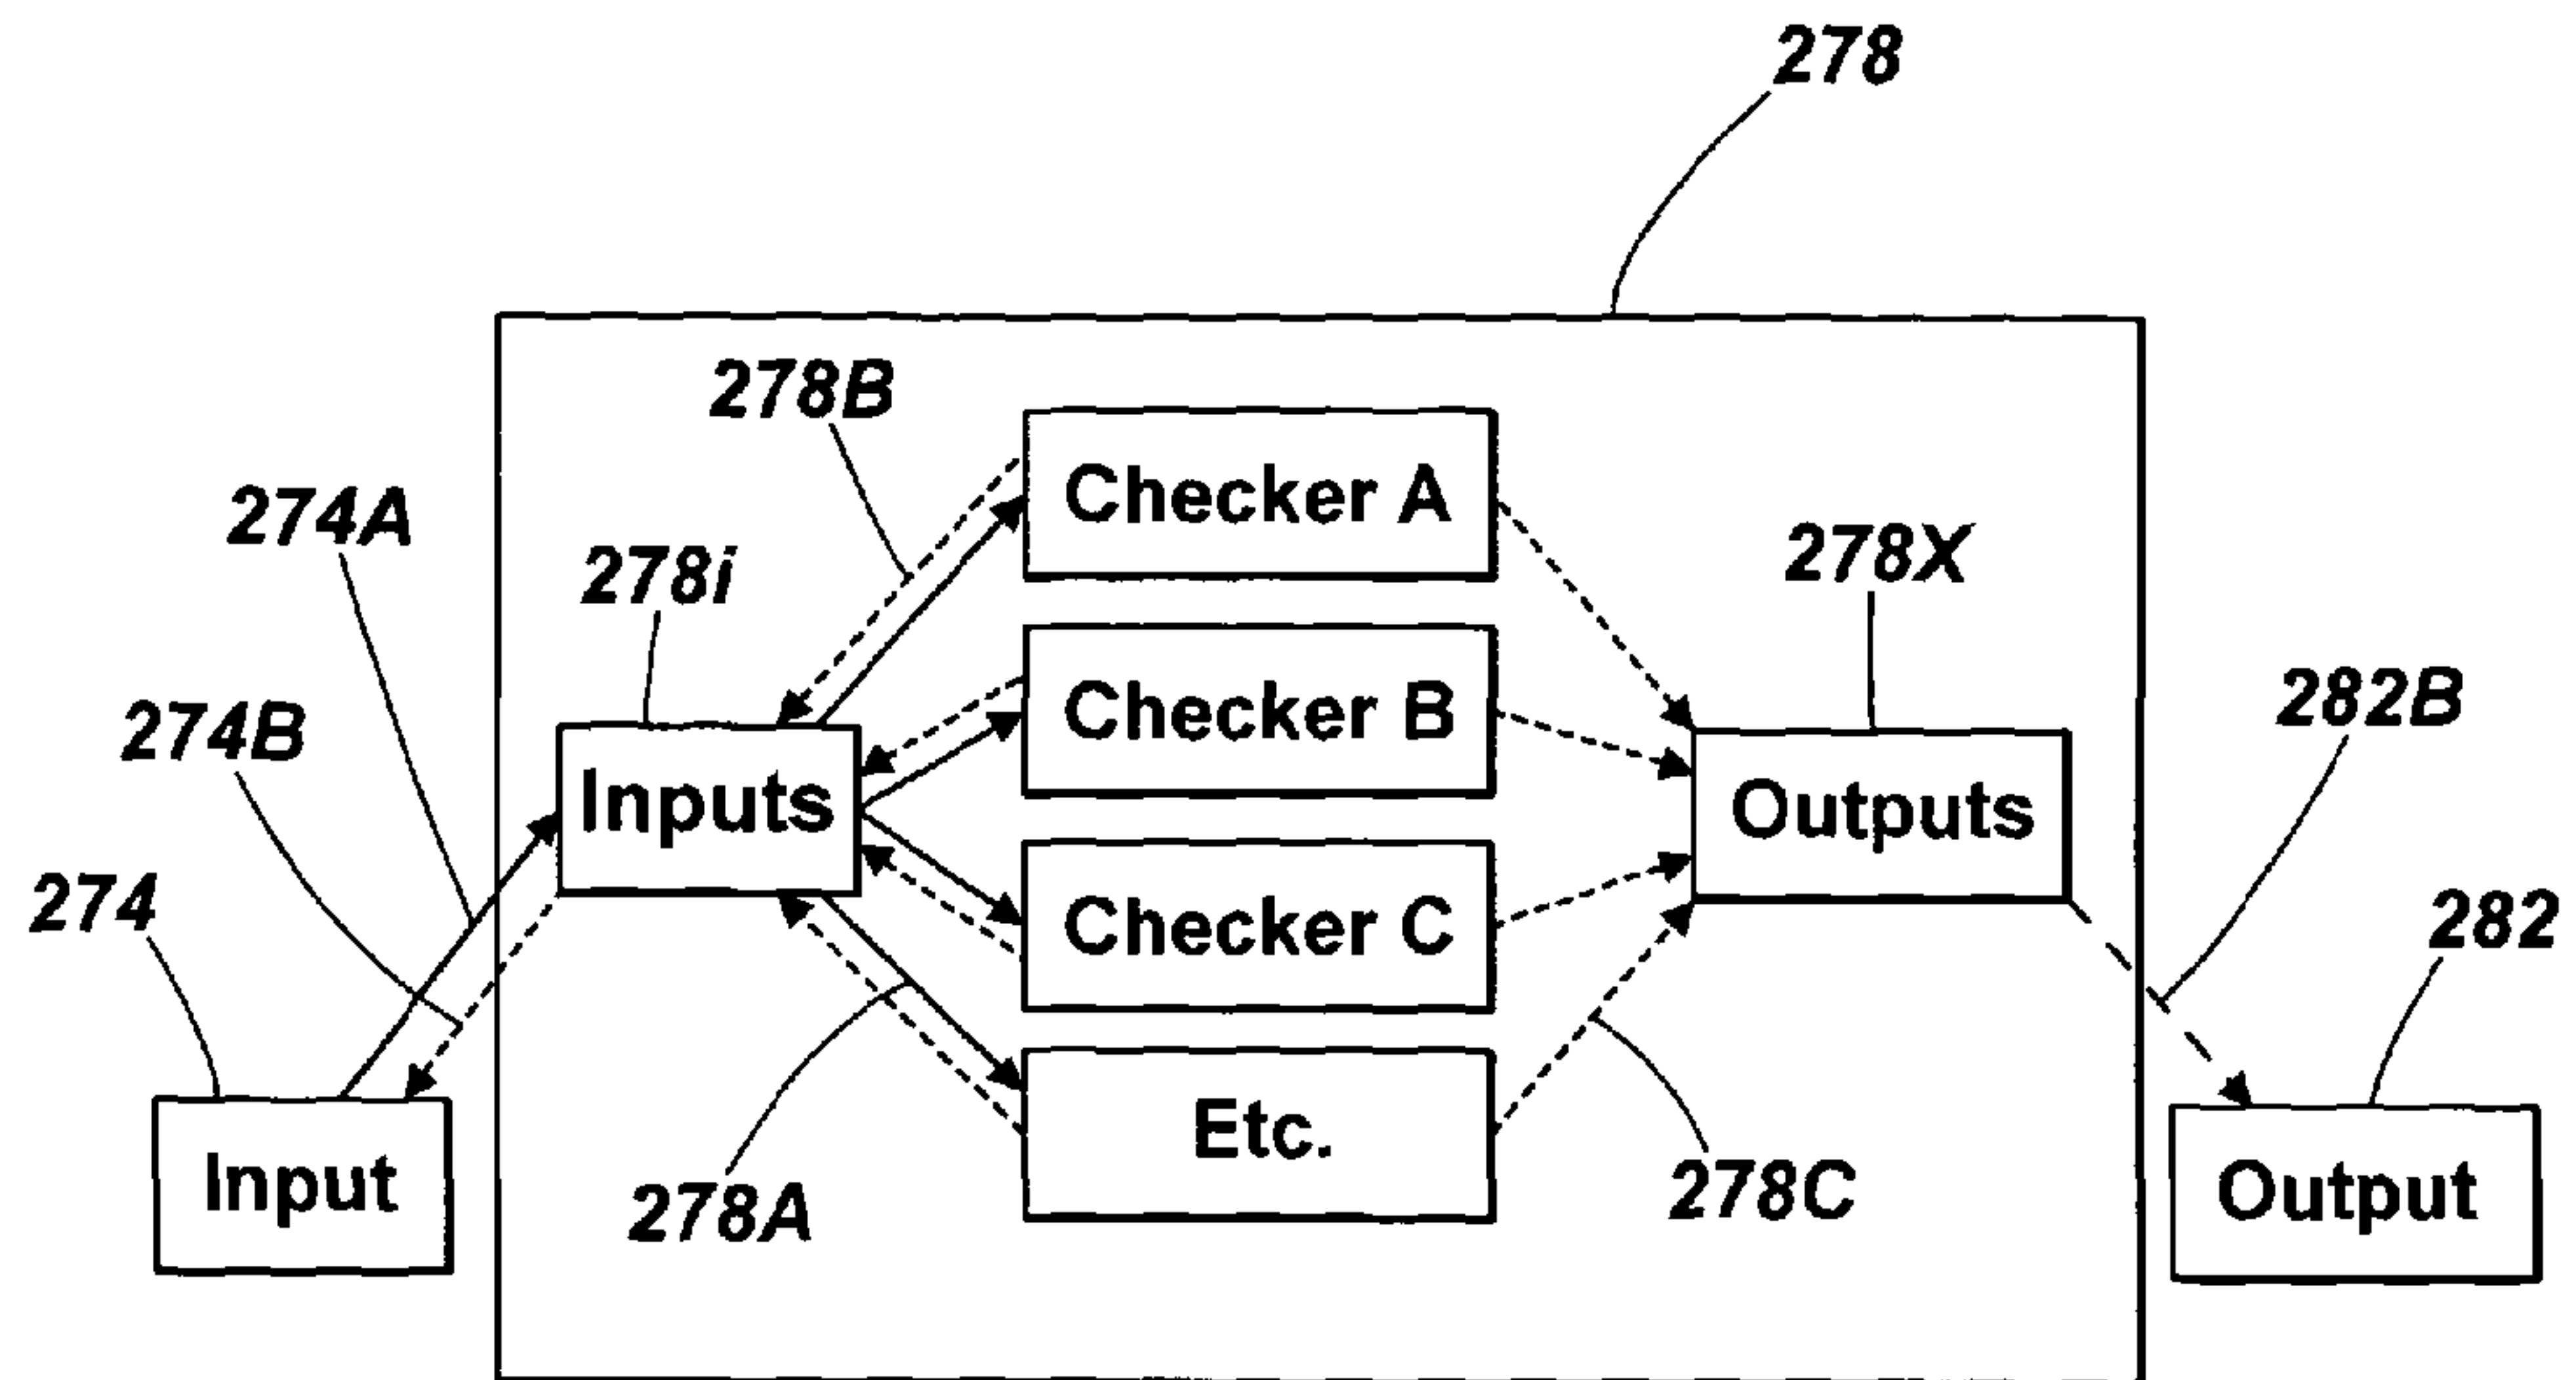 278
278B
Checker A
274A
278i
278X
274B
Checker B
282B
Inputs
Outputs
274
Checker C
282
Etc.
Input
278A
278C
Output